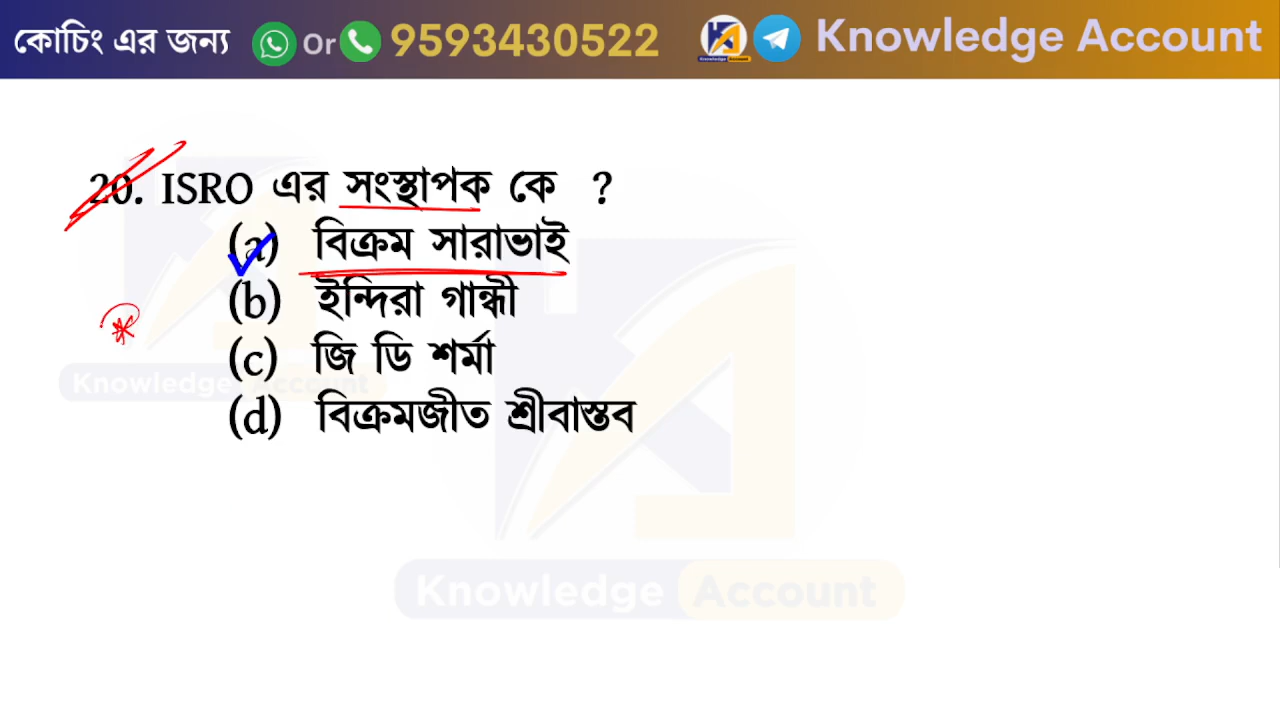 কোচিং এর জন্য Or 9593430522 Knowledge Account
20. ISRO এর সংস্থাপক কে ?
(a) বিক্রম সারাভাই
(b) ইন্দিরা গান্ধী
(c) জি ডি শর্মা
(d) বিক্রমজীত শ্রীবাস্তব
Knowledge Account
Knowledge Account